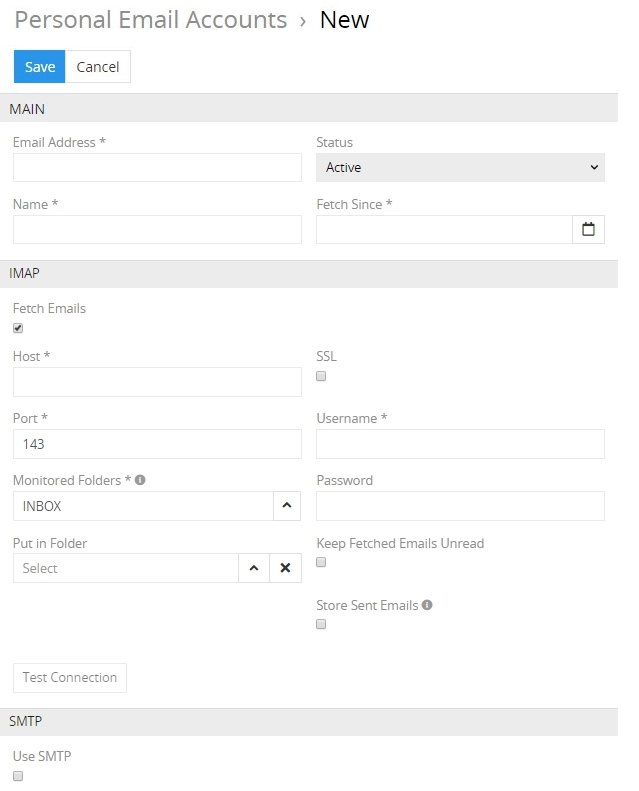 Personal Email Accounts › New
Save Cancel
MAIN
Email Address * Status
Active
Name * Fetch Since *
IMAP
Fetch Emails
Host * SSL
Port * Username *
143
Monitored Folders * Password
INBOX
Put in Folder Keep Fetched Emails Unread
Select
Store Sent Emails
Test Connection
SMTP
Use SMTP